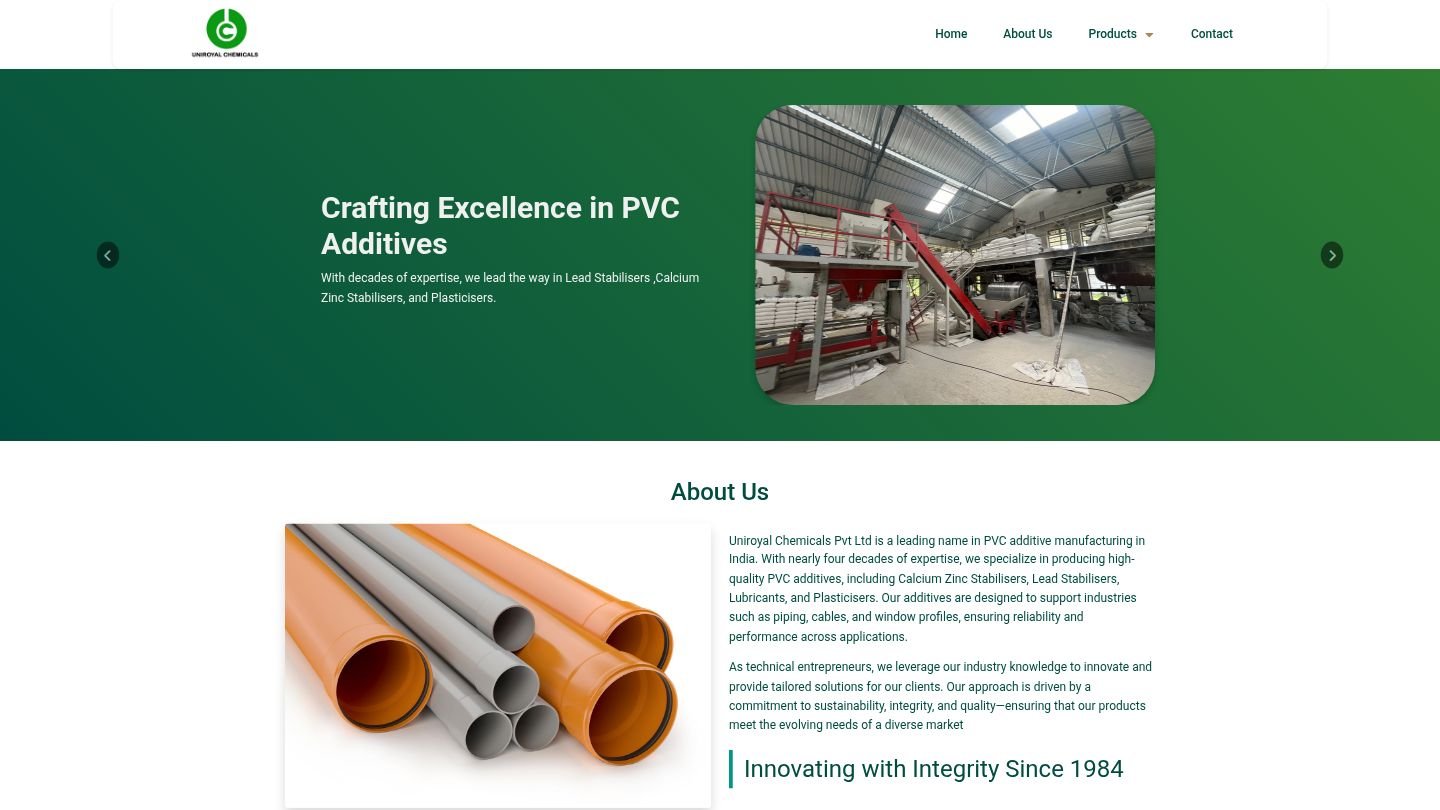 UNIROYAL CHEMICALS
Home
About Us
Products
Contact
Crafting Excellence in PVC
Additives
With decades of expertise, we lead the way in Lead Stabilisers ,Calcium
Zinc Stabilisers, and Plasticisers.
About Us
Uniroyal Chemicals Pvt Ltd is a leading name in PVC additive manufacturing in
India. With nearly four decades of expertise, we specialize in producing high-
quality PVC additives, including Calcium Zinc Stabilisers, Lead Stabilisers,
Lubricants, and Plasticisers. Our additives are designed to support industries
such as piping, cables, and window profiles, ensuring reliability and
performance across applications.
As technical entrepreneurs, we leverage our industry knowledge to innovate and
provide tailored solutions for our clients. Our approach is driven by a
commitment to sustainability, integrity, and quality—ensuring that our products
meet the evolving needs of a diverse market
Innovating with Integrity Since 1984